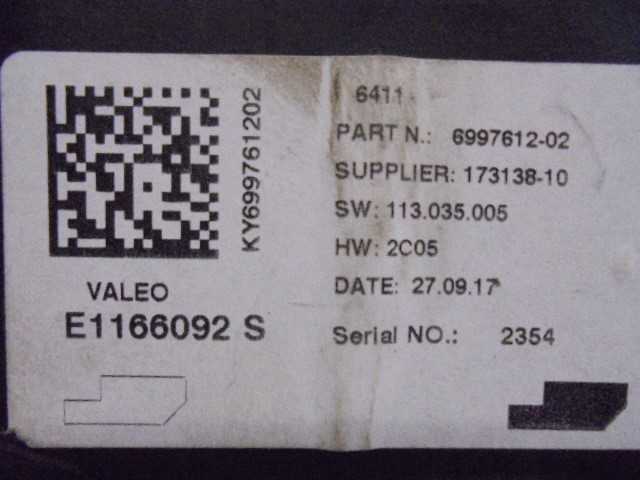 KY699761202
VALEO
E1166092 S
6411
PART N.: 6997612-02
SUPPLIER: 173138-10
SW: 113.035.005
HW: 2C05
DATE: 27.09.17
Serial NO.: 2354